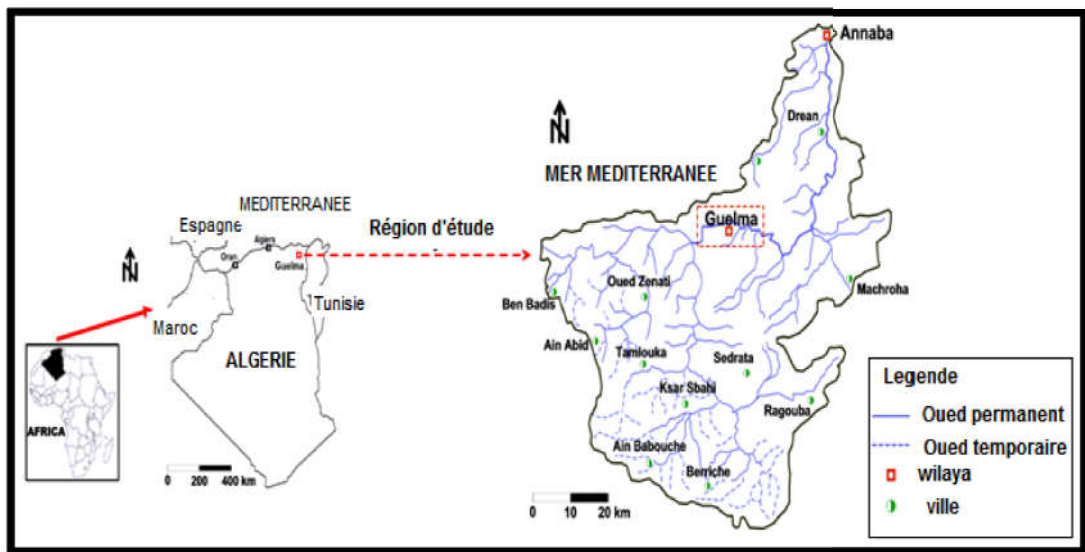 Annaba
Drean
MER MEDITERRANEE
Guelma
Oued Zenati
Ben Badis
Machroha
Ain Abid
Tamlouka
Sedrata
Ksar Sbahi
Ragouba
Ain Babouche
Berriche
N
0 10 20 km
MEDITERRANEE
Espagne
Algiers
Oran
Guelma
Région d'étude
N
Tunisie
Maroc
ALGERIE
AFRICA
0 200 400 km
Legende
Oued permanent
Oued temporaire
wilaya
ville